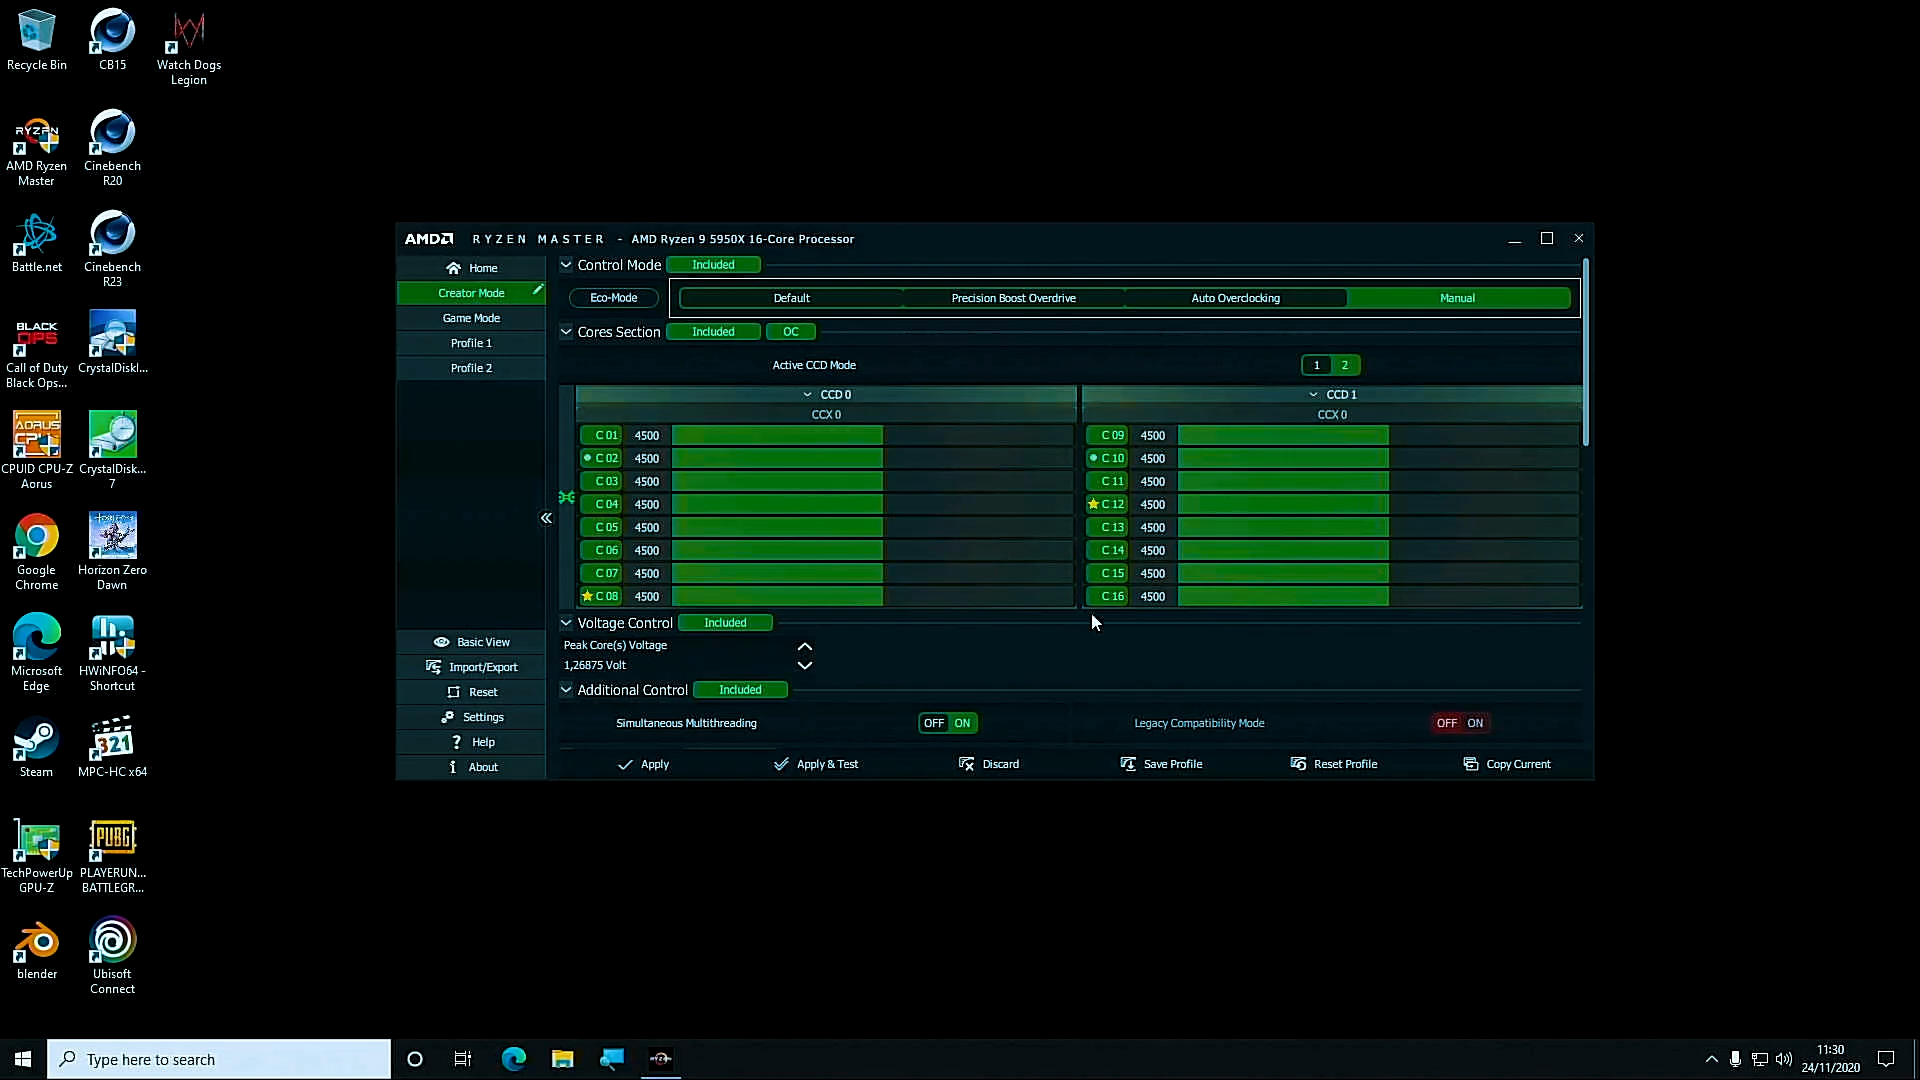 Recycle Bin
CB15
Watch Dogs
Legion
RYZEN
AMD Ryzen
Master
Cinebench
R20
Battle.net
Cinebench
R23
BLACK
OPS
Call of Duty
Black Ops...
CrystalDiskI...
AORUS
CPU
CPUID CPU-Z
Aorus
CrystalDisk...
7
Google
Chrome
Horizon Zero
Dawn
Microsoft
Edge
HWiNFO64 -
Shortcut
Steam
321
MPC-HC x64
TechPowerUp
GPU-Z
PUBG
PLAYERUN...
BATTLEGR...
blender
Ubisoft
Connect
AMD RYZEN MASTER - AMD Ryzen 9 5950X 16-Core Processor
Home
Creator Mode
Game Mode
Profile 1
Profile 2
Basic View
Import/Export
Reset
Settings
? Help
i About
Control Mode Included
Eco-Mode Default Precision Boost Overdrive Auto Overclocking Manual
Cores Section Included OC
Active CCD Mode 1 2
CCD 0 CCD 1
CCX 0 CCX 0
C 01 4500 C 09 4500
C 02 4500 C 10 4500
C 03 4500 C 11 4500
C 04 4500 C 12 4500
C 05 4500 C 13 4500
C 06 4500 C 14 4500
C 07 4500 C 15 4500
C 08 4500 C 16 4500
Voltage Control Included
Peak Core(s) Voltage
1,26875 Volt
Additional Control Included
Simultaneous Multithreading OFF ON Legacy Compatibility Mode OFF ON
Apply Apply & Test Discard Save Profile Reset Profile Copy Current
Type here to search
11:30
24/11/2020